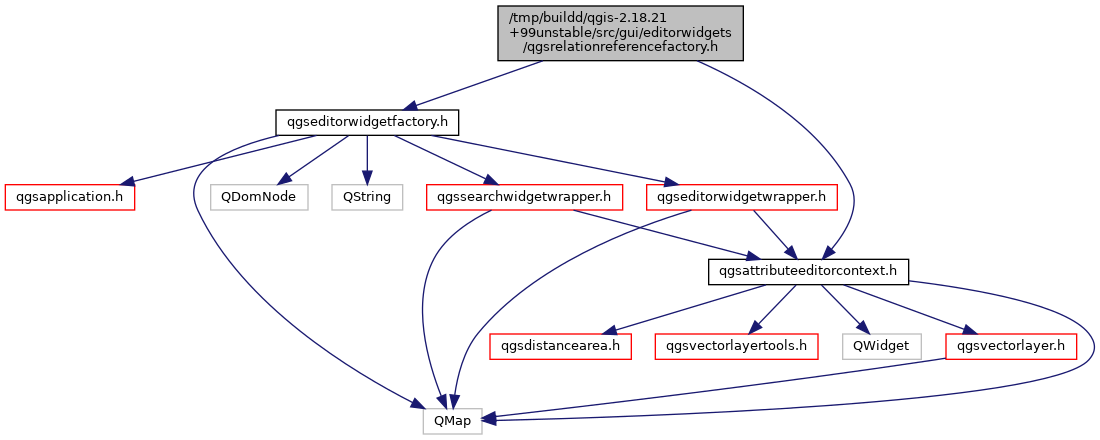 /tmp/buildd/qgis-2.18.21
+99unstable/src/gui/editorwidgets
/qgsrelationreferencefactory.h
qgseditorwidgetfactory.h
qgsapplication.h
QDomNode
QString
qgssearchwidgetwrapper.h
qgseditorwidgetwrapper.h
qgsattributeeditorcontext.h
qgsdistancearea.h
qgsvectorlayertools.h
QWidget
qgsvectorlayer.h
QMap